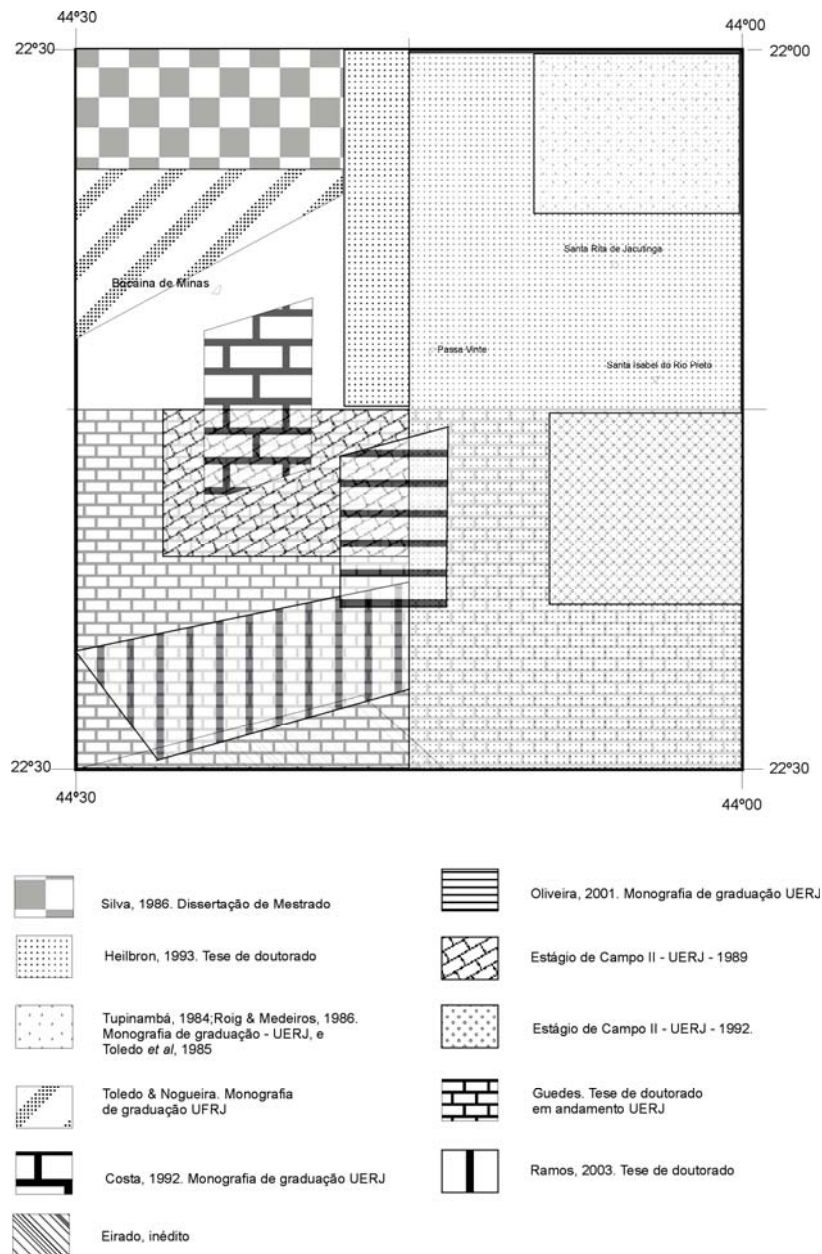 44º30
44º00
22º30
22º00
Santa Rita de Jacutinga
Bocaina de Minas
Passa Vinte
Santa Isabel do Rio Preto
22º30
22º30
44º30
44º00
Silva, 1986. Dissertação de Mestrado
Heilbron, 1993. Tese de doutorado
Tupinambá, 1984;Roig & Medeiros, 1986.
Monografia de graduação - UERJ, e
Toledo et al, 1985
Toledo & Nogueira. Monografia
de graduação UFRJ
Costa, 1992. Monografia de graduação UERJ
Eirado, inédito
Oliveira, 2001. Monografia de graduação UERJ
Estágio de Campo II - UERJ - 1989
Estágio de Campo II - UERJ - 1992.
Guedes. Tese de doutorado
em andamento UERJ
Ramos, 2003. Tese de doutorado